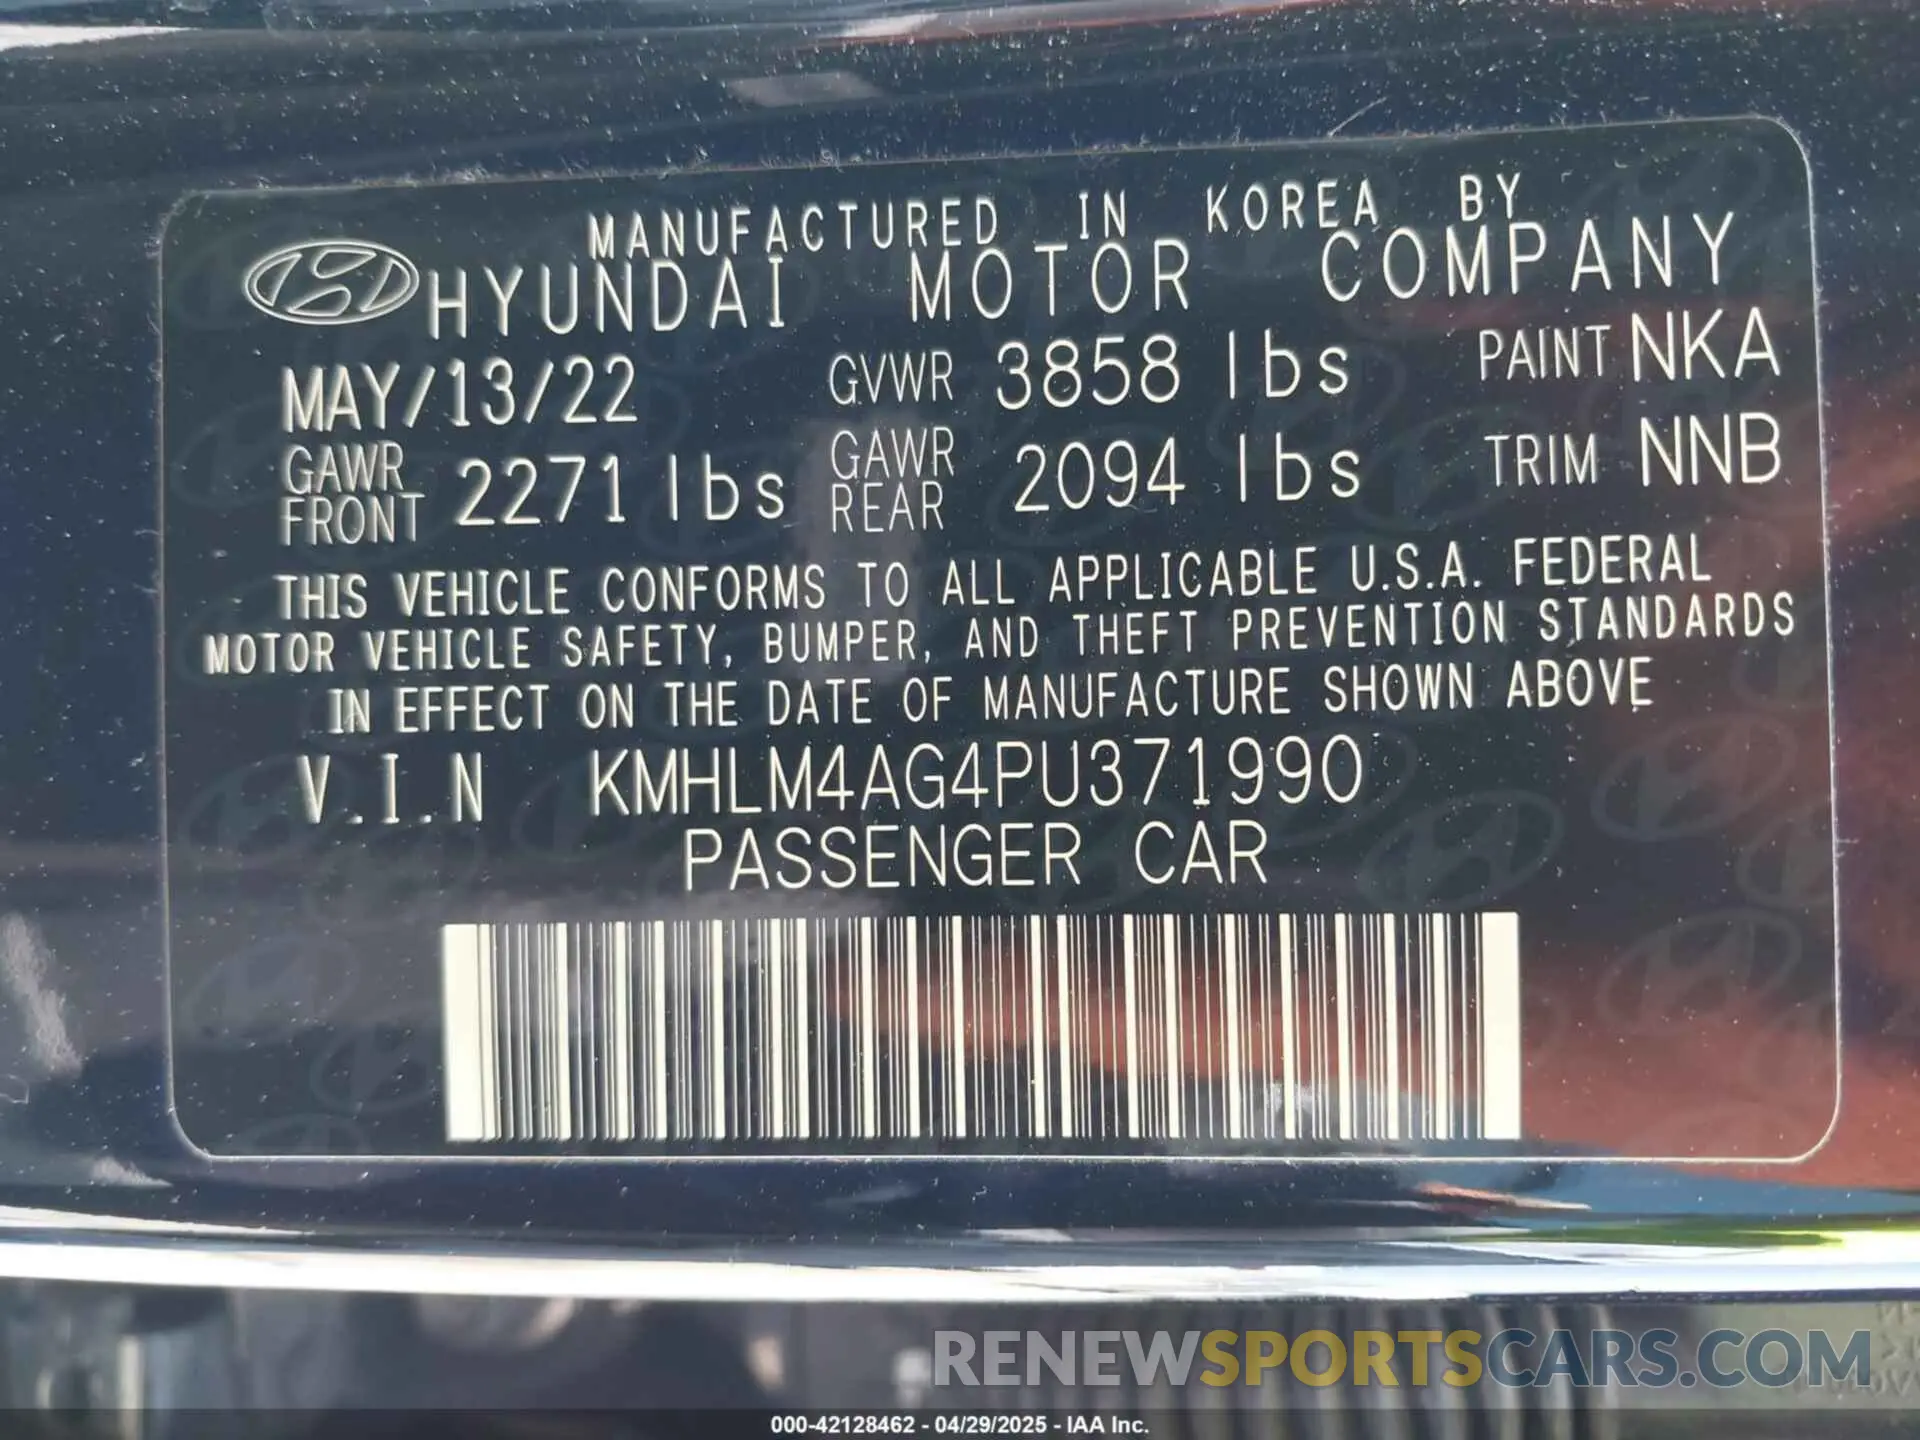 MANUFACTURED IN KOREA BY
HYUNDAI MOTOR COMPANY
MAY/13/22 GVWR 3858 lbs PAINT NKA
GAWR FRONT 2271 lbs GAWR REAR 2094 lbs TRIM NNB
THIS VEHICLE CONFORMS TO ALL APPLICABLE U.S.A. FEDERAL
MOTOR VEHICLE SAFETY, BUMPER, AND THEFT PREVENTION STANDARDS
IN EFFECT ON THE DATE OF MANUFACTURE SHOWN ABOVE
V.I.N KMHLM4AG4PU371990
PASSENGER CAR
RENEWSPORTSCARS.COM
000-42128462 - 04/29/2025 - IAA Inc.